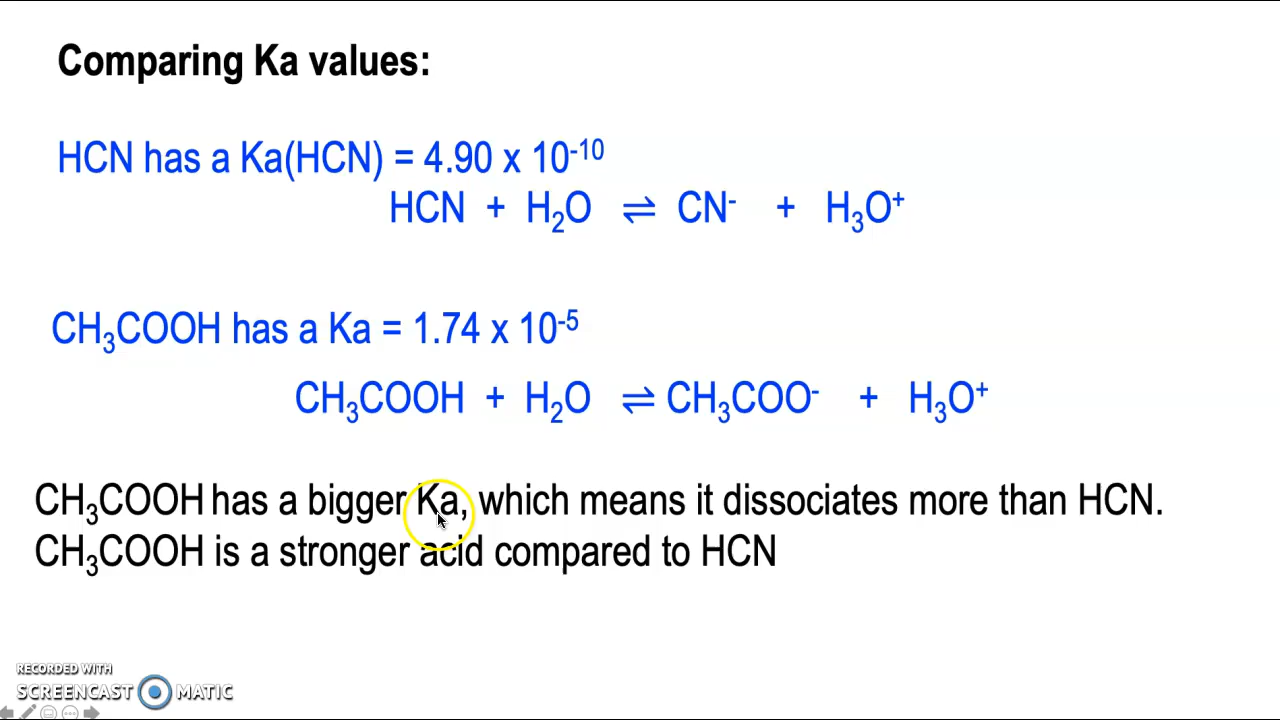 Comparing Ka values:
HCN has a Ka(HCN) = 4.90 x 10⁻¹⁰
HCN + H₂O ⇌ CN⁻ + H₃O⁺
CH₃COOH has a Ka = 1.74 x 10⁻⁵
CH₃COOH + H₂O ⇌ CH₃COO⁻ + H₃O⁺
CH₃COOH has a bigger Ka, which means it dissociates more than HCN.
CH₃COOH is a stronger acid compared to HCN
RECORDED WITH
SCREENCAST MATIC